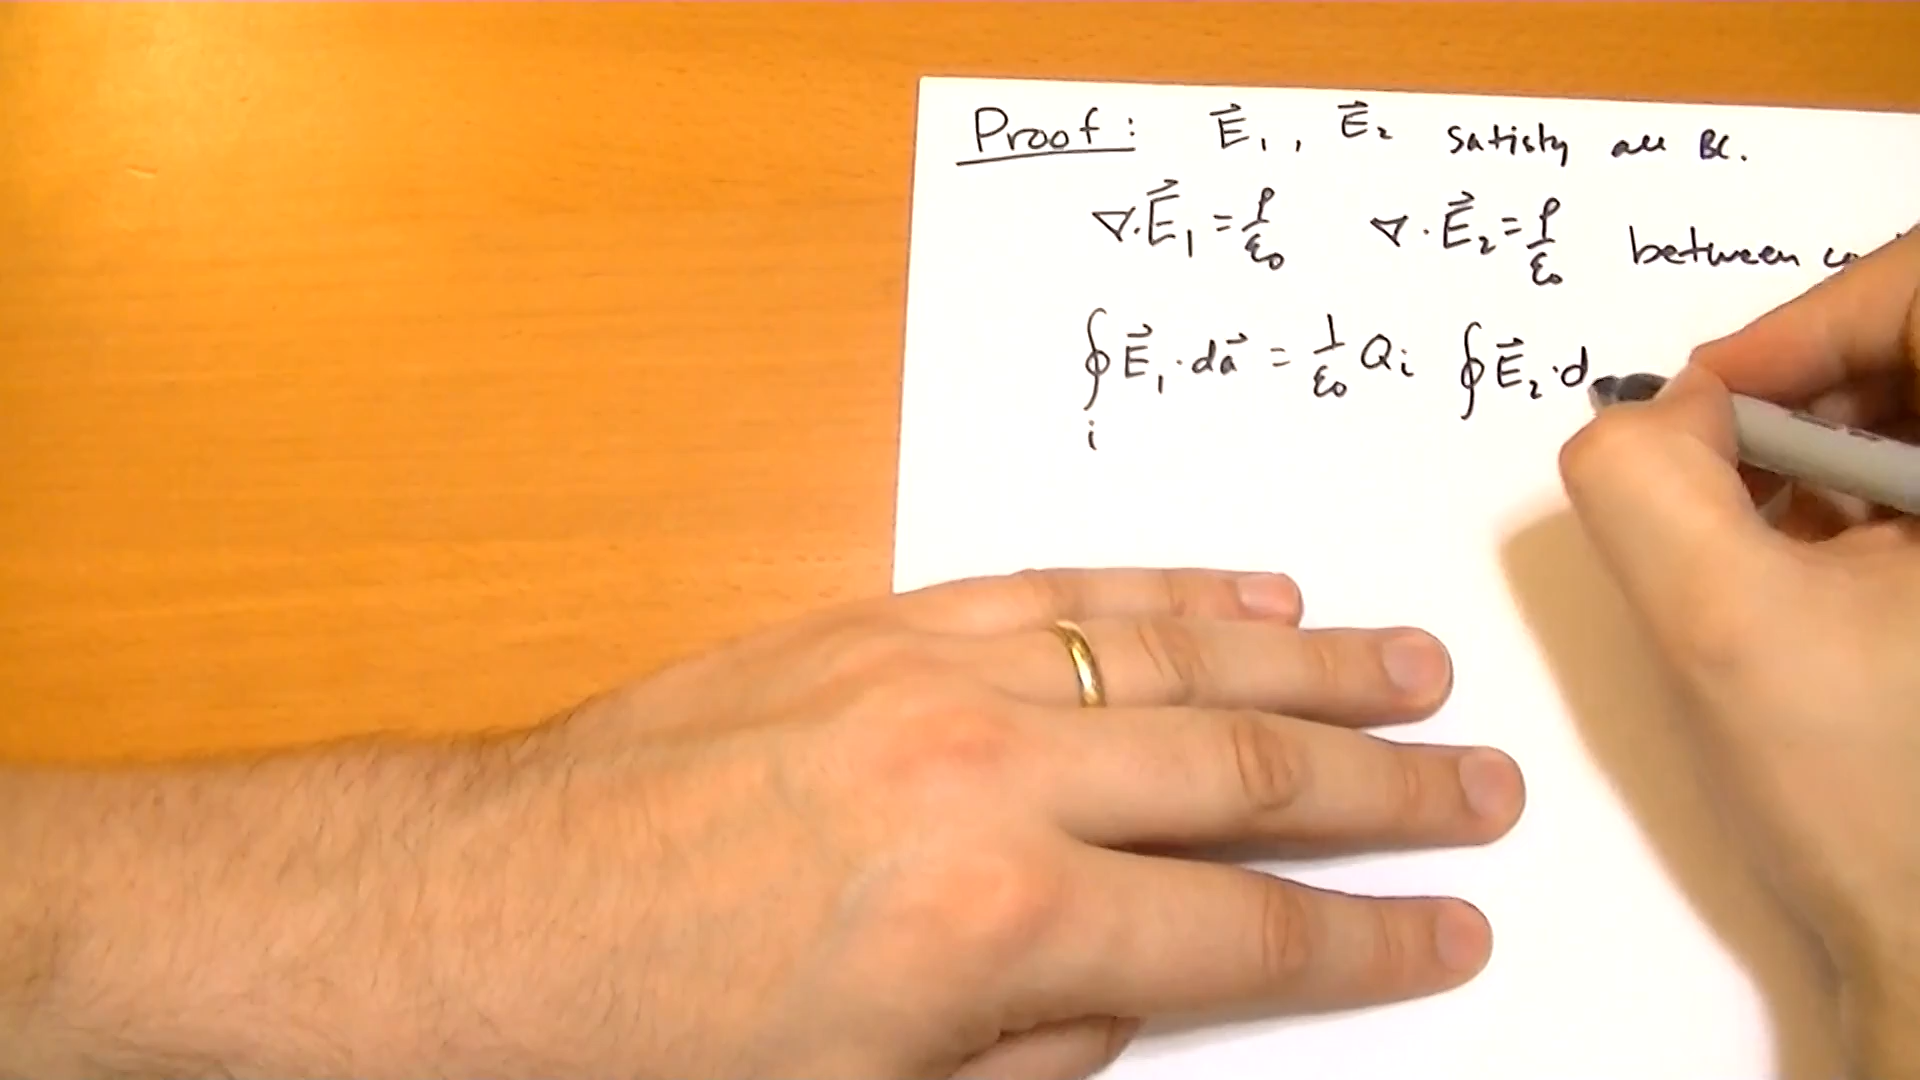 Proof: E⃗₁, E⃗₂ satisfy all BC.
∇·E⃗₁ = ρ/ε₀ ∇·E⃗₂ = ρ/ε₀ between
∮ᵢ E⃗₁·da⃗ = 1/ε₀ Qᵢ ∮ E⃗₂·d